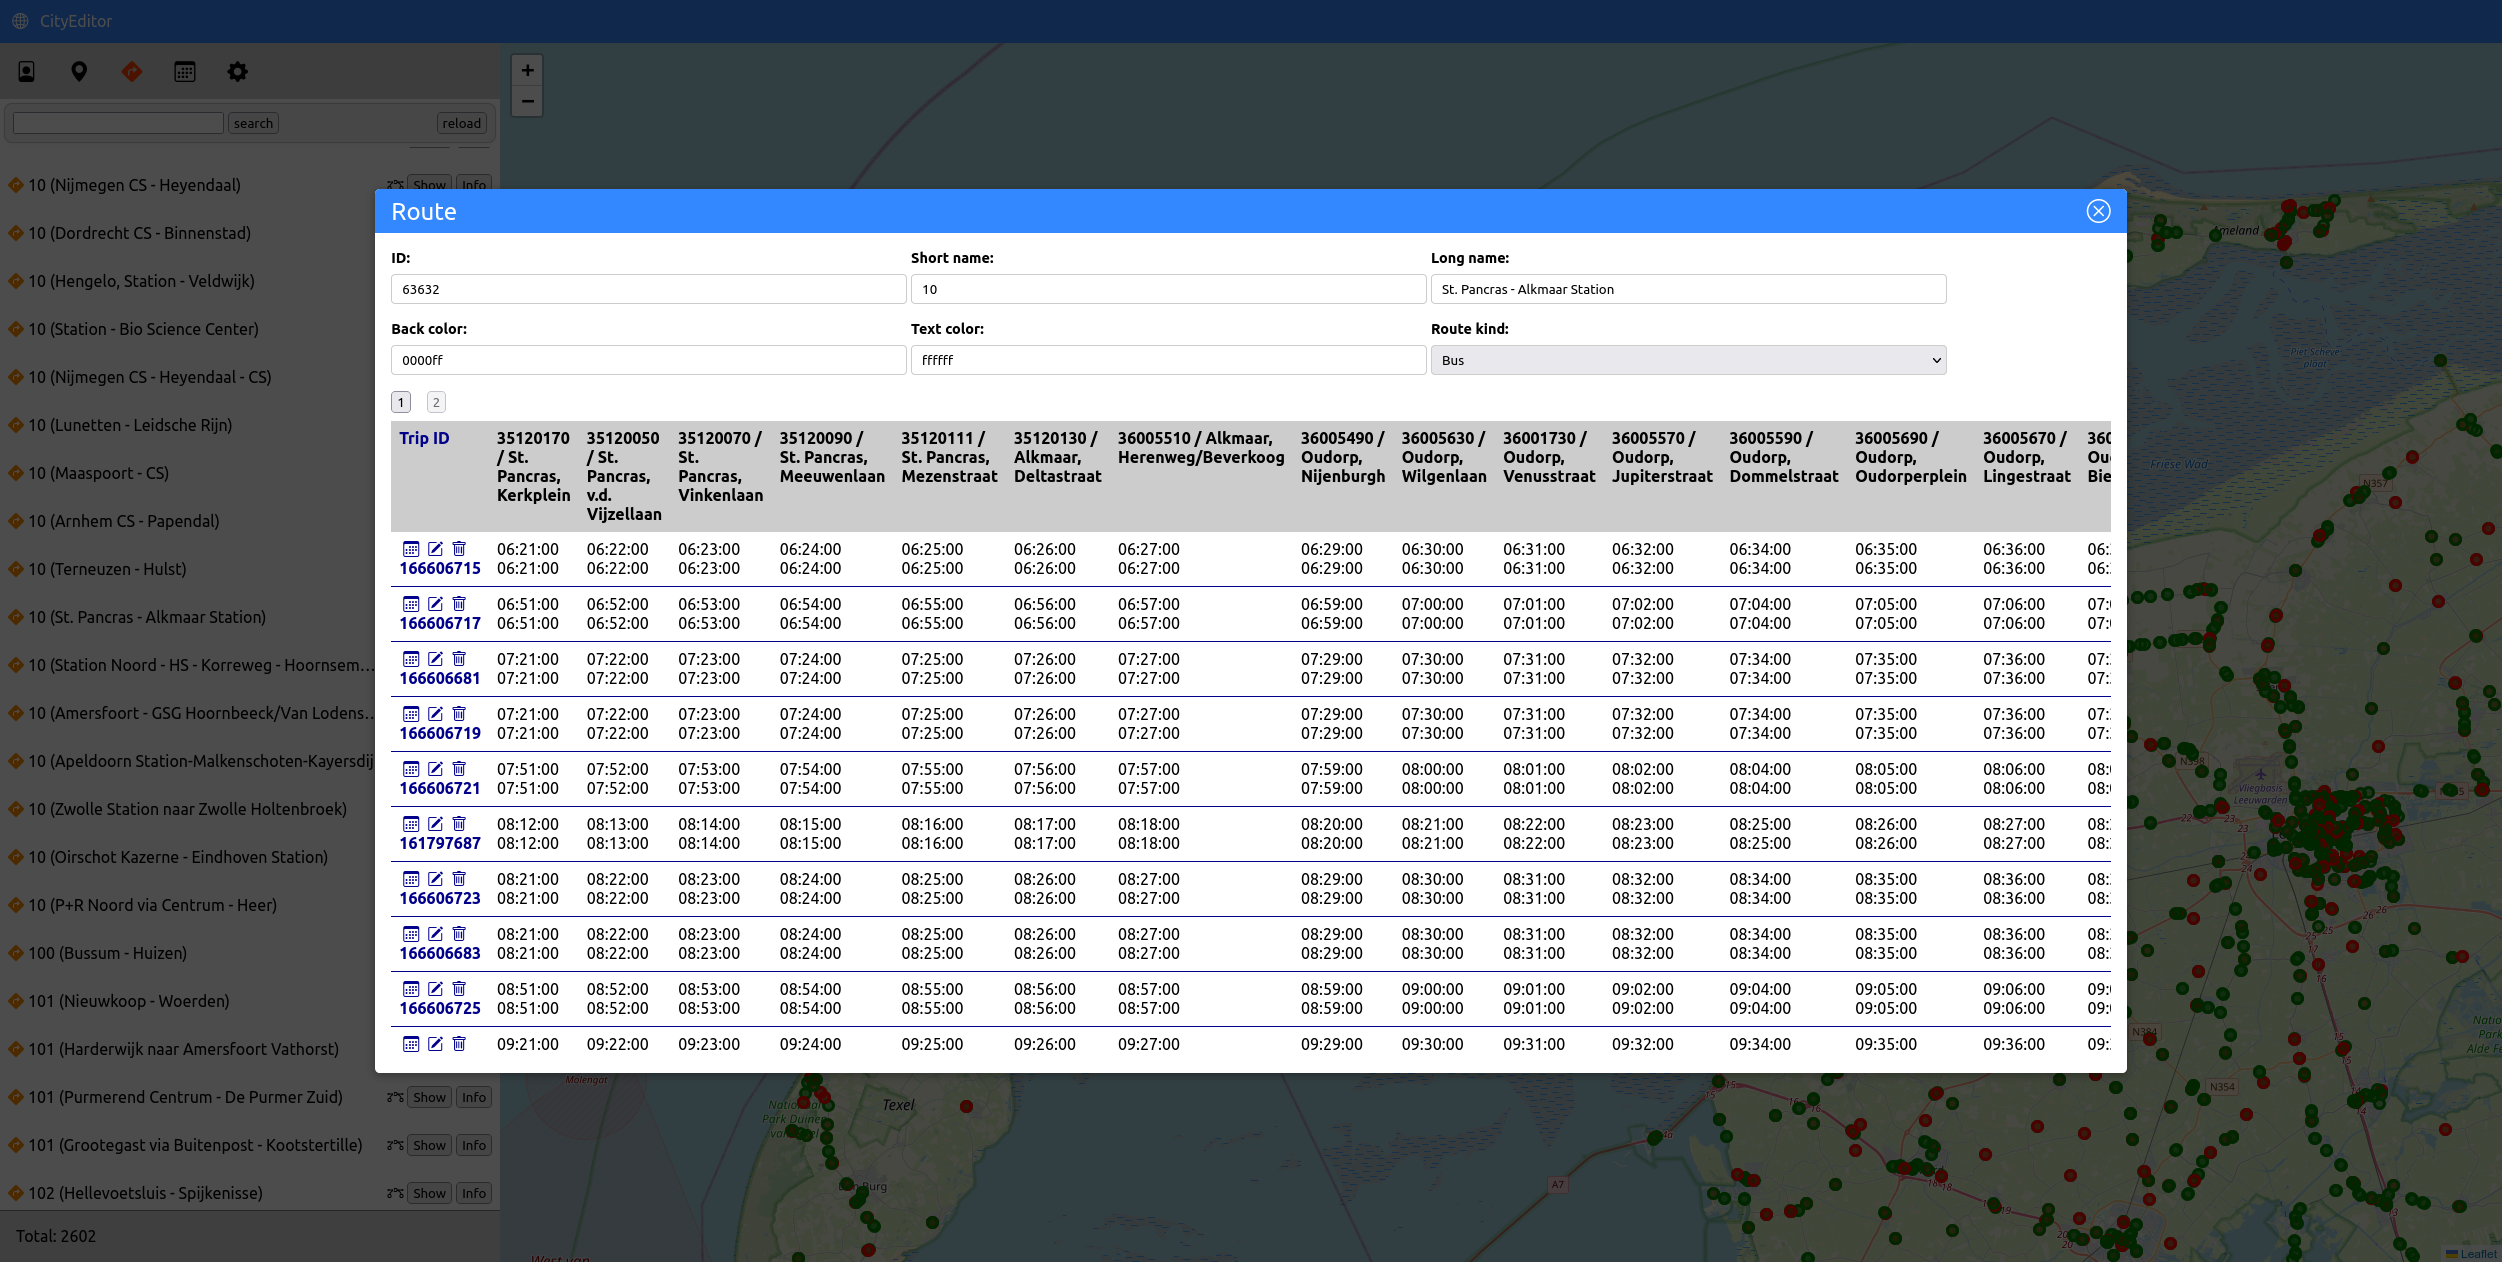 CityEditor
search
reload
10 (Nijmegen CS - Heyendaal)
Show
Info
10 (Dordrecht CS - Binnenstad)
10 (Hengelo, Station - Veldwijk)
10 (Station - Bio Science Center)
10 (Nijmegen CS - Heyendaal - CS)
10 (Lunetten - Leidsche Rijn)
10 (Maaspoort - CS)
10 (Arnhem CS - Papendal)
10 (Terneuzen - Hulst)
10 (St. Pancras - Alkmaar Station)
10 (Station Noord - HS - Korreweg - Hoornsem...
10 (Amersfoort - GSG Hoornbeeck/Van Lodens...
10 (Apeldoorn Station-Malkenschoten-Kayersdij
10 (Zwolle Station naar Zwolle Holtenbroek)
10 (Oirschot Kazerne - Eindhoven Station)
10 (P+R Noord via Centrum - Heer)
100 (Bussum - Huizen)
101 (Nieuwkoop - Woerden)
101 (Harderwijk naar Amersfoort Vathorst)
101 (Purmerend Centrum - De Purmer Zuid)
Show
Info
101 (Grootegast via Buitenpost - Kootstertille)
Show
Info
102 (Hellevoetsluis - Spijkenisse)
Show
Info
Total: 2602
+
−
Route
ID:
Short name:
Long name:
63632
10
St. Pancras - Alkmaar Station
Back color:
Text color:
Route kind:
0000ff
ffffff
Bus
1
2
Trip ID
35120170 / St. Pancras, Kerkplein
35120050 / St. Pancras, v.d. Vijzellaan
35120070 / St. Pancras, Vinkenlaan
35120090 / St. Pancras, Meeuwenlaan
35120111 / St. Pancras, Mezenstraat
35120130 / Alkmaar, Deltastraat
36005510 / Alkmaar, Herenweg/Beverkoog
36005490 / Oudorp, Nijenburgh
36005630 / Oudorp, Wilgenlaan
36001730 / Oudorp, Venusstraat
36005570 / Oudorp, Jupiterstraat
36005590 / Oudorp, Dommelstraat
36005690 / Oudorp, Oudorperplein
36005670 / Oudorp, Lingestraat
06:21:00 06:22:00 06:23:00 06:24:00 06:25:00 06:26:00 06:27:00 06:29:00 06:30:00 06:31:00 06:32:00 06:34:00 06:35:00 06:36:00
166606715 06:21:00 06:22:00 06:23:00 06:24:00 06:25:00 06:26:00 06:27:00 06:29:00 06:30:00 06:31:00 06:32:00 06:34:00 06:35:00 06:36:00
06:51:00 06:52:00 06:53:00 06:54:00 06:55:00 06:56:00 06:57:00 06:59:00 07:00:00 07:01:00 07:02:00 07:04:00 07:05:00 07:06:00
166606717 06:51:00 06:52:00 06:53:00 06:54:00 06:55:00 06:56:00 06:57:00 06:59:00 07:00:00 07:01:00 07:02:00 07:04:00 07:05:00 07:06:00
07:21:00 07:22:00 07:23:00 07:24:00 07:25:00 07:26:00 07:27:00 07:29:00 07:30:00 07:31:00 07:32:00 07:34:00 07:35:00 07:36:00
166606681 07:21:00 07:22:00 07:23:00 07:24:00 07:25:00 07:26:00 07:27:00 07:29:00 07:30:00 07:31:00 07:32:00 07:34:00 07:35:00 07:36:00
07:21:00 07:22:00 07:23:00 07:24:00 07:25:00 07:26:00 07:27:00 07:29:00 07:30:00 07:31:00 07:32:00 07:34:00 07:35:00 07:36:00
166606719 07:21:00 07:22:00 07:23:00 07:24:00 07:25:00 07:26:00 07:27:00 07:29:00 07:30:00 07:31:00 07:32:00 07:34:00 07:35:00 07:36:00
07:51:00 07:52:00 07:53:00 07:54:00 07:55:00 07:56:00 07:57:00 07:59:00 08:00:00 08:01:00 08:02:00 08:04:00 08:05:00 08:06:00
166606721 07:51:00 07:52:00 07:53:00 07:54:00 07:55:00 07:56:00 07:57:00 07:59:00 08:00:00 08:01:00 08:02:00 08:04:00 08:05:00 08:06:00
08:12:00 08:13:00 08:14:00 08:15:00 08:16:00 08:17:00 08:18:00 08:20:00 08:21:00 08:22:00 08:23:00 08:25:00 08:26:00 08:27:00
161797687 08:12:00 08:13:00 08:14:00 08:15:00 08:16:00 08:17:00 08:18:00 08:20:00 08:21:00 08:22:00 08:23:00 08:25:00 08:26:00 08:27:00
08:21:00 08:22:00 08:23:00 08:24:00 08:25:00 08:26:00 08:27:00 08:29:00 08:30:00 08:31:00 08:32:00 08:34:00 08:35:00 08:36:00
166606723 08:21:00 08:22:00 08:23:00 08:24:00 08:25:00 08:26:00 08:27:00 08:29:00 08:30:00 08:31:00 08:32:00 08:34:00 08:35:00 08:36:00
08:21:00 08:22:00 08:23:00 08:24:00 08:25:00 08:26:00 08:27:00 08:29:00 08:30:00 08:31:00 08:32:00 08:34:00 08:35:00 08:36:00
166606683 08:21:00 08:22:00 08:23:00 08:24:00 08:25:00 08:26:00 08:27:00 08:29:00 08:30:00 08:31:00 08:32:00 08:34:00 08:35:00 08:36:00
08:51:00 08:52:00 08:53:00 08:54:00 08:55:00 08:56:00 08:57:00 08:59:00 09:00:00 09:01:00 09:02:00 09:04:00 09:05:00 09:06:00
166606725 08:51:00 08:52:00 08:53:00 08:54:00 08:55:00 08:56:00 08:57:00 08:59:00 09:00:00 09:01:00 09:02:00 09:04:00 09:05:00 09:06:00
09:21:00 09:22:00 09:23:00 09:24:00 09:25:00 09:26:00 09:27:00 09:29:00 09:30:00 09:31:00 09:32:00 09:34:00 09:35:00 09:36:00
Ameland
Friese Wad
N357
Vliegbasis
Leeuwarden
N384
N354
Molengat
Texel
A7
Leaflet